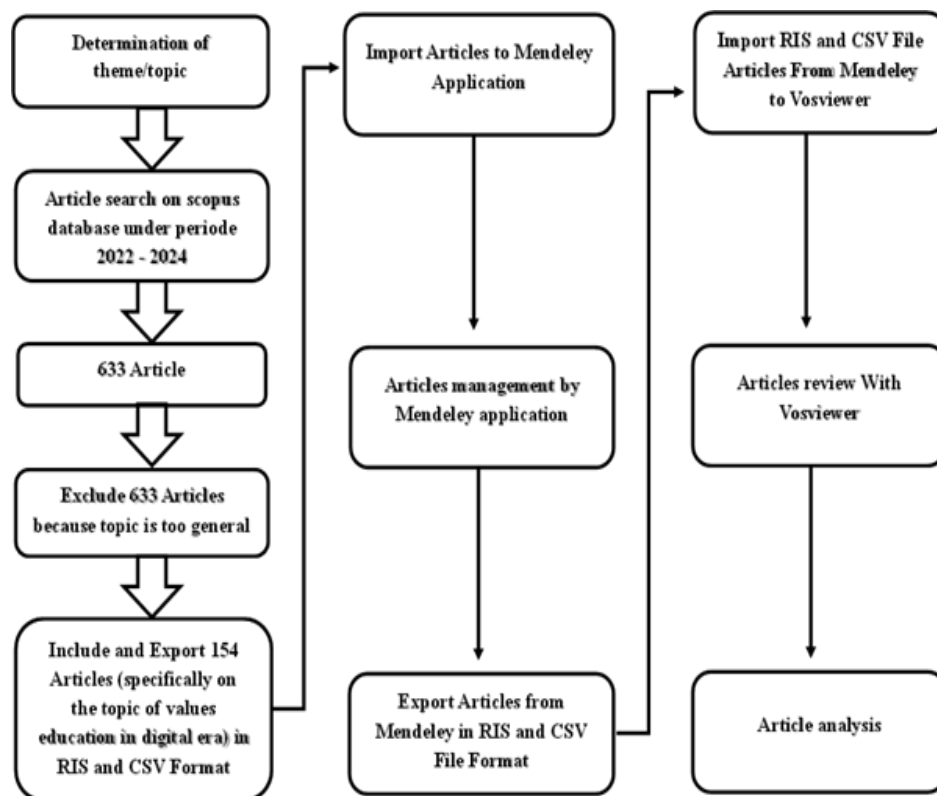 Determination of
theme/topic
Article search on scopus
database under periode
2022 - 2024
633 Article
Exclude 633 Articles
because topic is too general
Include and Export 154
Articles (specifically on
the topic of values
education in digital era) in
RIS and CSV Format
Import Articles to Mendeley
Application
Articles management by
Mendeley application
Export Articles from
Mendeley in RIS and CSV
File Format
Import RIS and CSV File
Articles From Mendeley
to Vosviewer
Articles review With
Vosviewer
Article analysis